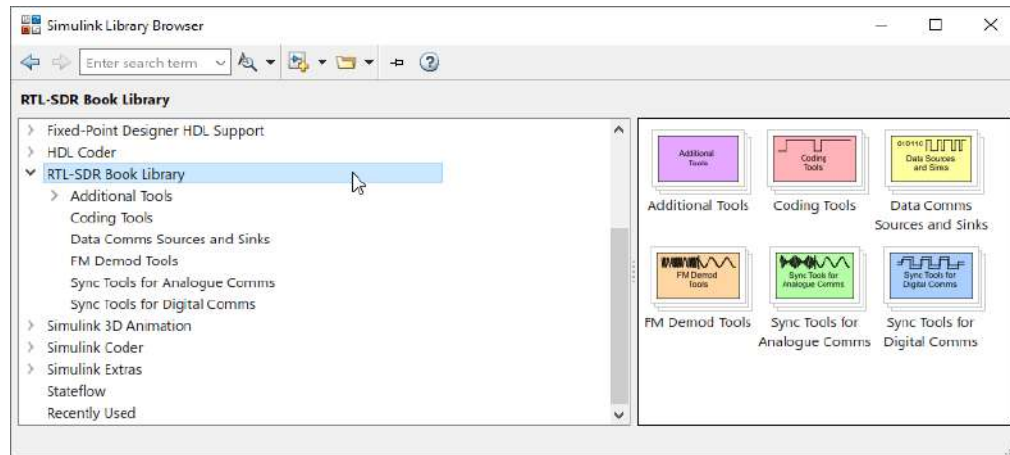 Simulink Library Browser
Enter search term
RTL-SDR Book Library
Fixed-Point Designer HDL Support
HDL Coder
RTL-SDR Book Library
Additional Tools
Coding Tools
Data Comms Sources and Sinks
FM Demod Tools
Sync Tools for Analogue Comms
Sync Tools for Digital Comms
Simulink 3D Animation
Simulink Coder
Simulink Extras
Stateflow
Recently Used
Additional
Tools
Additional Tools
Coding
Tools
Coding Tools
Data Sources
and Sinks
Data Comms
Sources and Sinks
FM Demod
Tools
FM Demod Tools
Sync Tools for
Analogue Comms
Sync Tools for
Analogue Comms
Sync Tools for
Digital Comms
Sync Tools for
Digital Comms